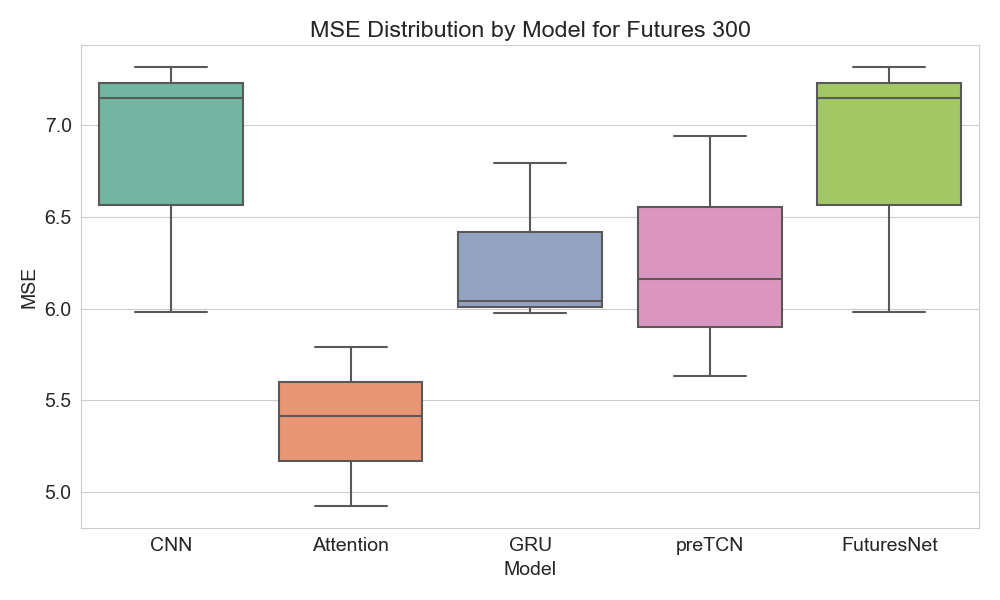 MSE Distribution by Model for Futures 300
MSE
7.0
6.5
6.0
5.5
5.0
CNN Attention GRU preTCN FuturesNet
Model